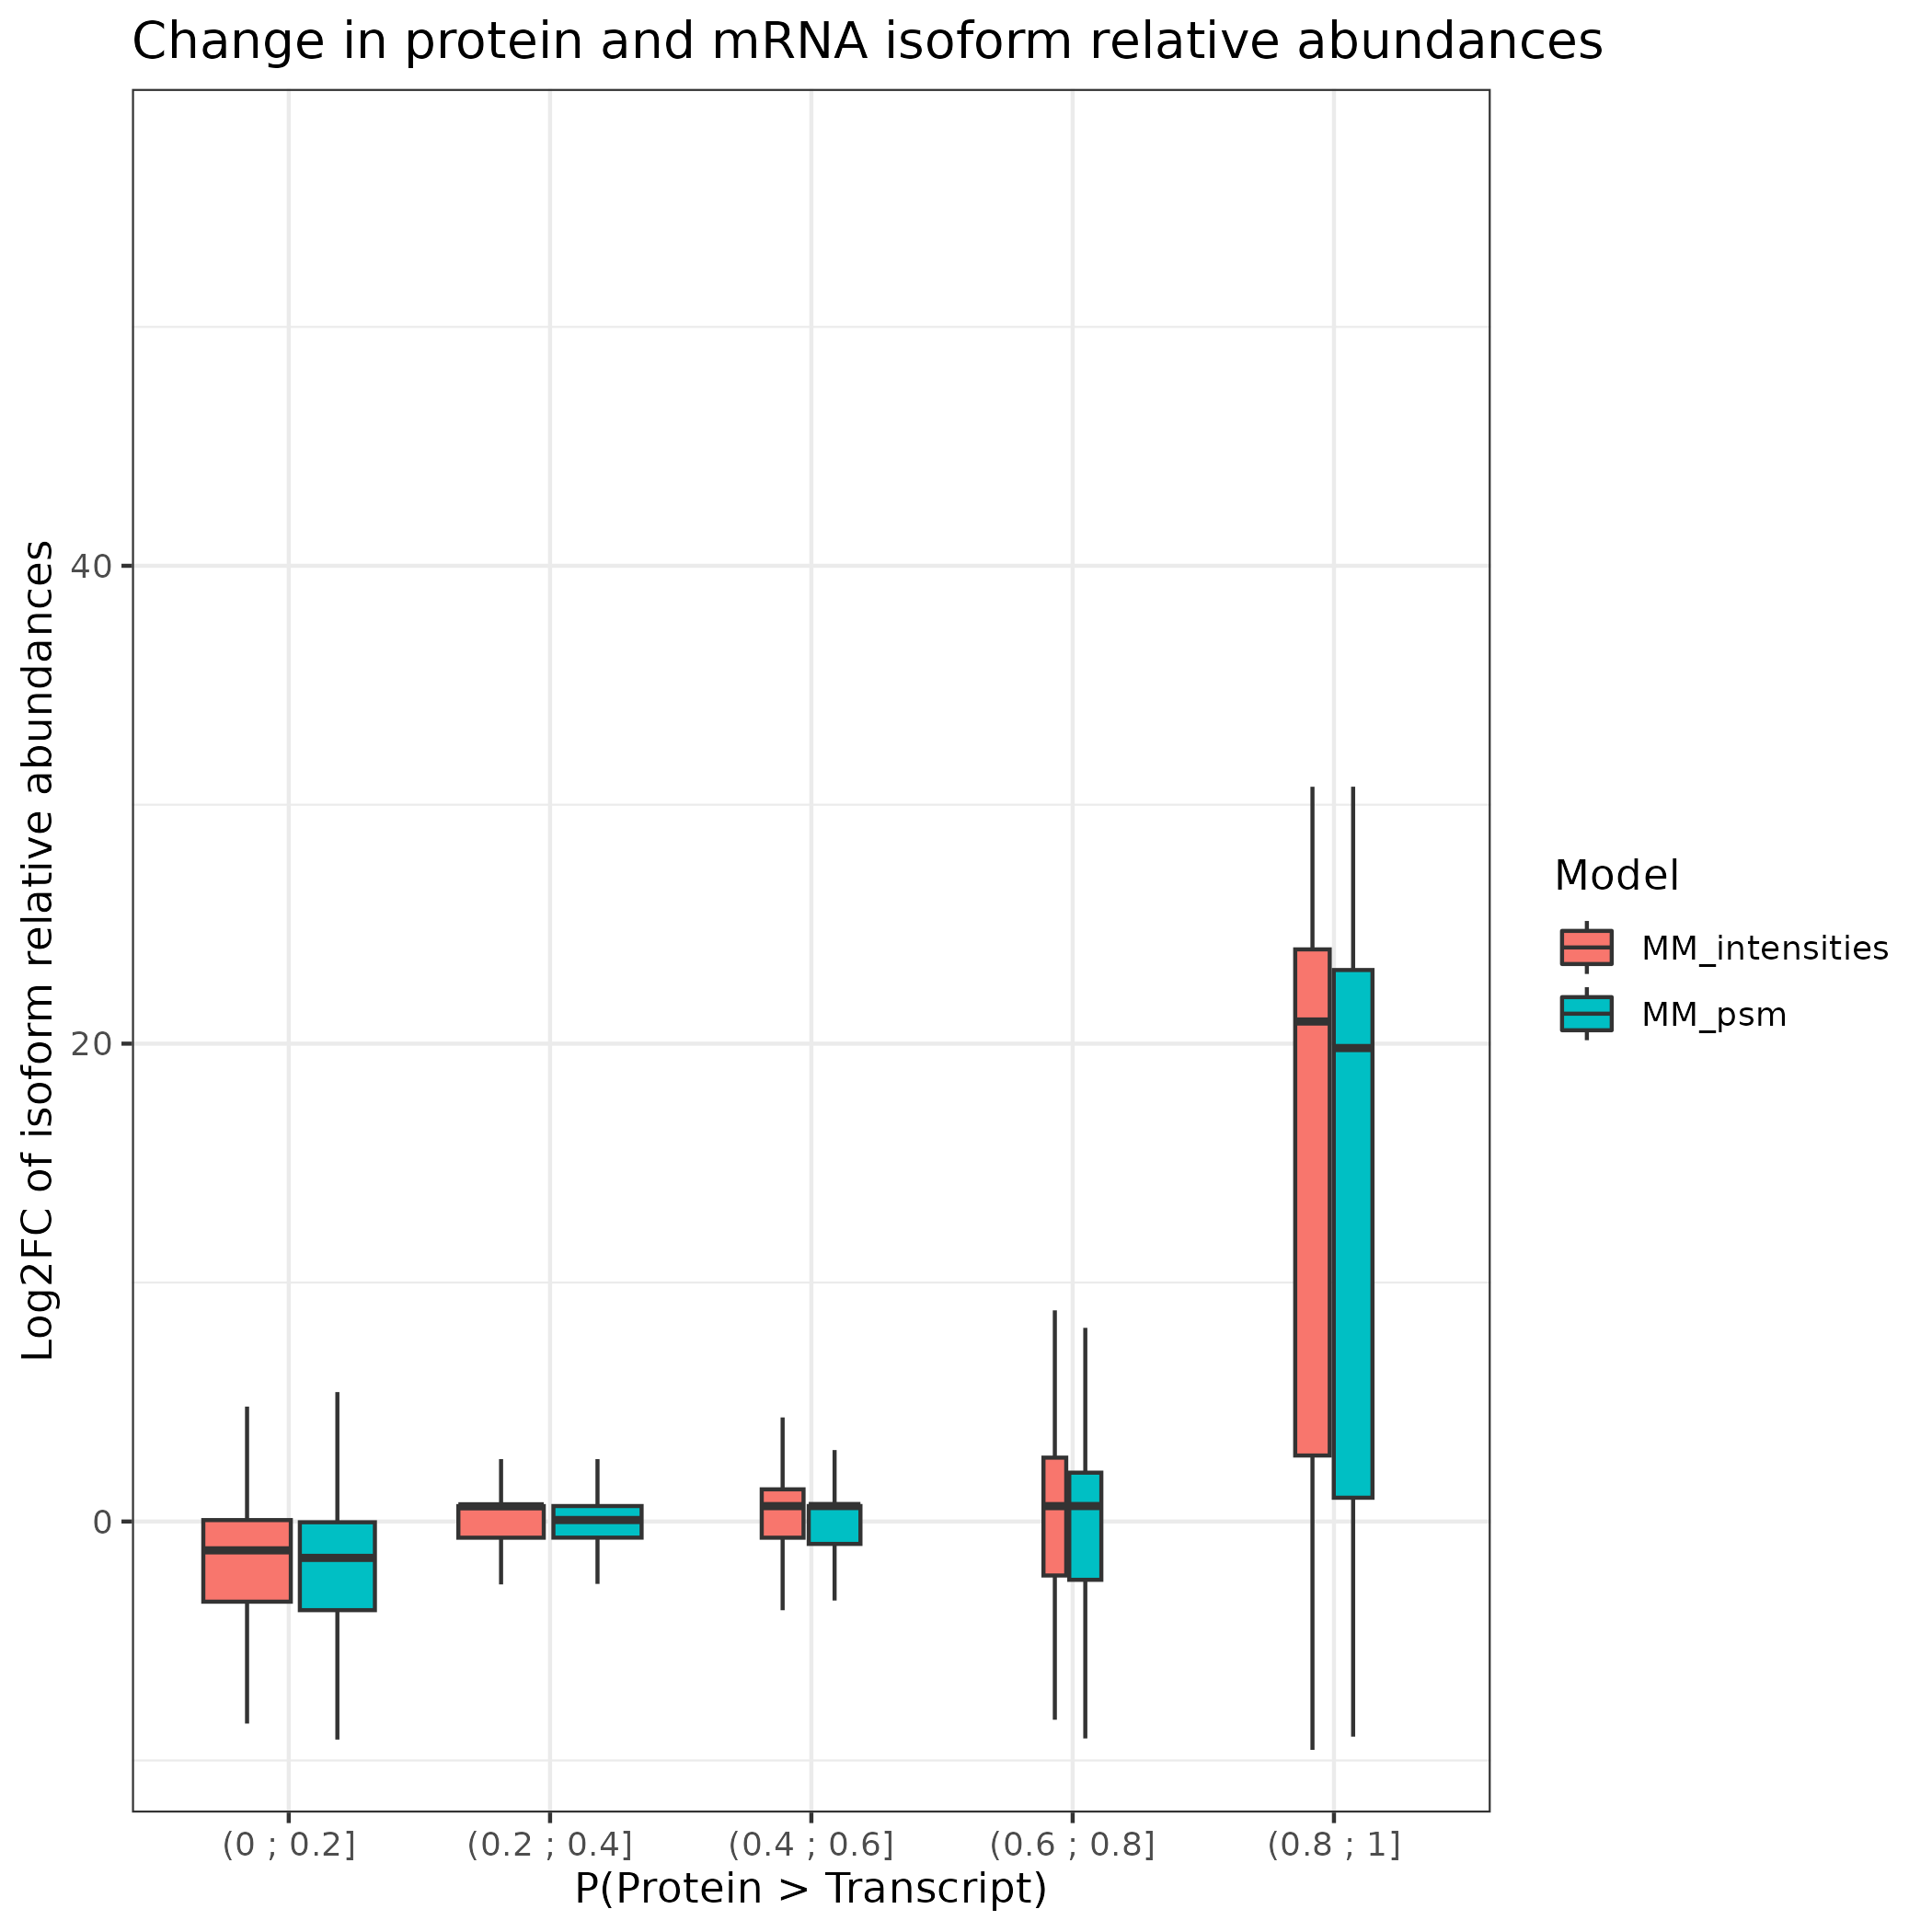 Change in protein and mRNA isoform relative abundances
Log2FC of isoform relative abundances
40
20
0
(0 ; 0.2]
(0.2 ; 0.4]
(0.4 ; 0.6]
(0.6 ; 0.8]
(0.8 ; 1]
P(Protein > Transcript)
Model
MM_intensities
MM_psm